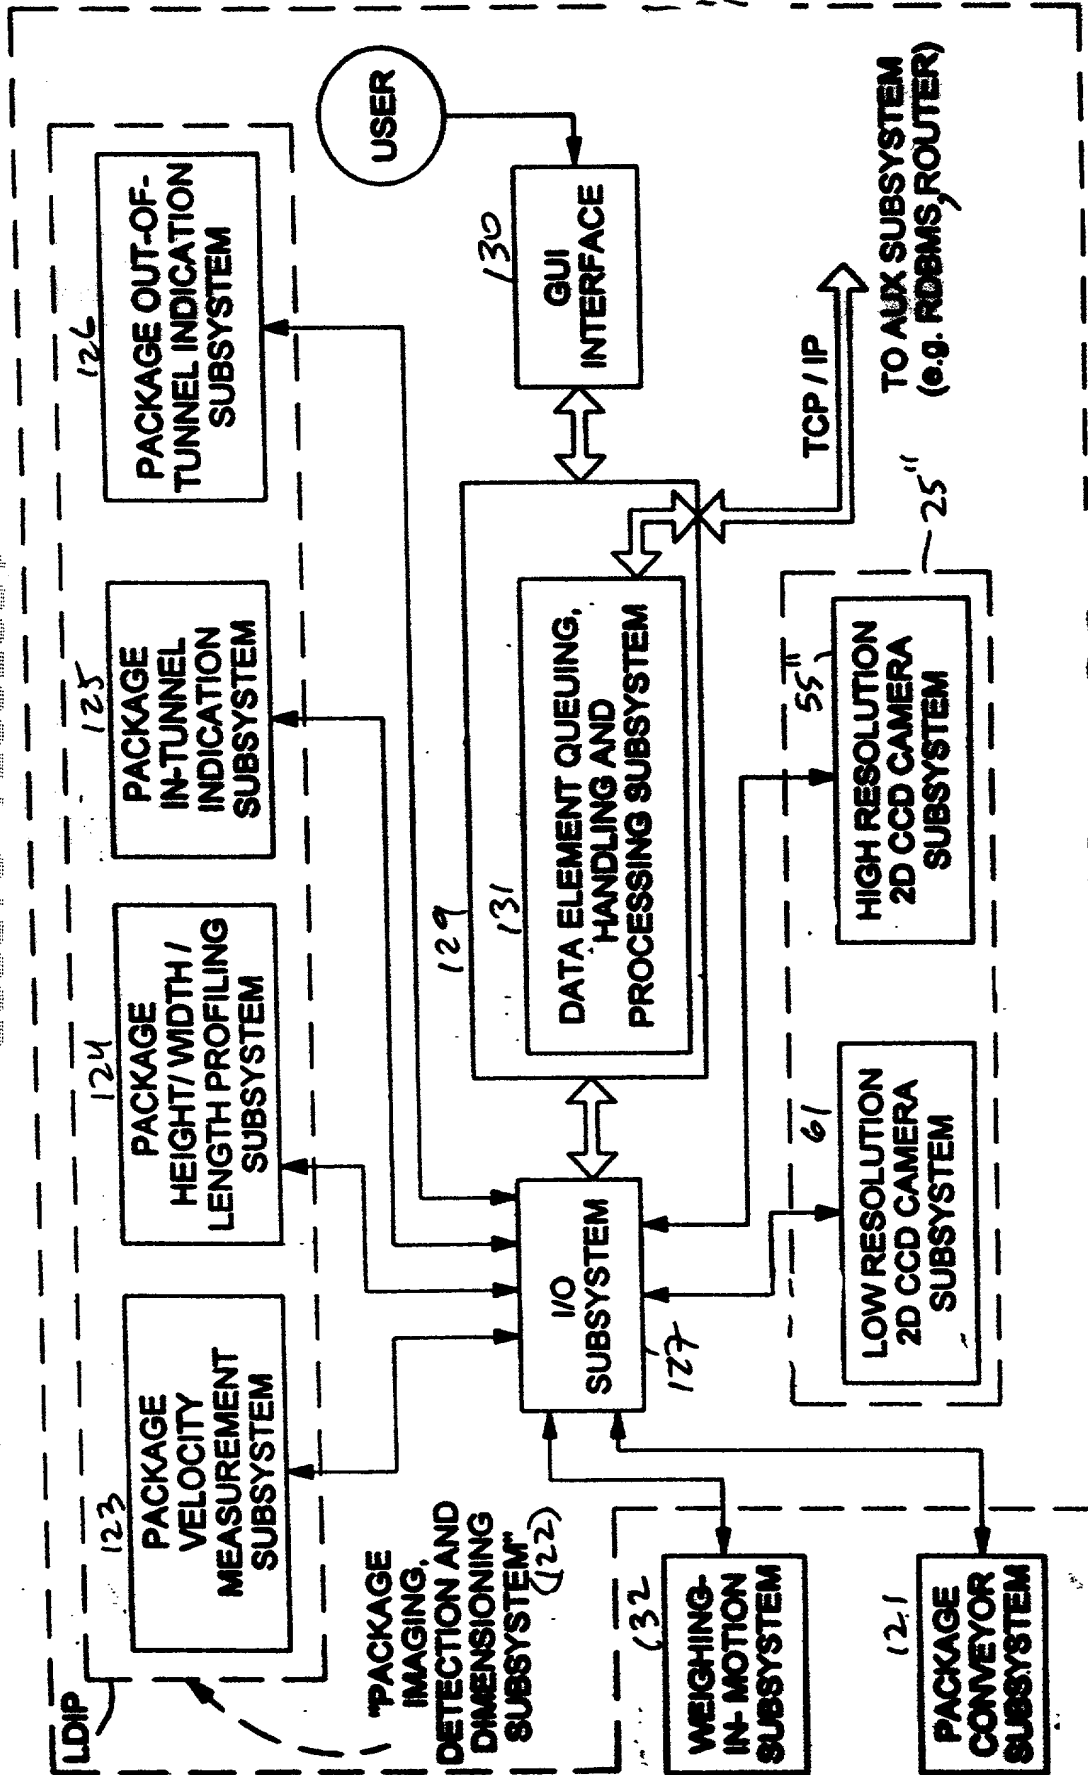 LDIP
123
PACKAGE
VELOCITY
MEASUREMENT
SUBSYSTEM
124
PACKAGE
HEIGHT/ WIDTH /
LENGTH PROFILING
SUBSYSTEM
125
PACKAGE
IN-TUNNEL
INDICATION
SUBSYSTEM
126
PACKAGE OUT-OF-
TUNNEL INDICATION
SUBSYSTEM
"PACKAGE
IMAGING,
DETECTION AND
DIMENSIONING
SUBSYSTEM"
(122)
USER
130
GUI
INTERFACE
129
131
DATA ELEMENT QUEUING,
HANDLING AND
PROCESSING SUBSYSTEM
I/O
SUBSYSTEM
127
TCP / IP
TO AUX SUBSYSTEM
(e.g. RDBMS, ROUTER)
132
WEIGHING-
IN- MOTION
SUBSYSTEM
121
PACKAGE
CONVEYOR
SUBSYSTEM
61
LOW RESOLUTION
2D CCD CAMERA
SUBSYSTEM
55"
HIGH RESOLUTION
2D CCD CAMERA
SUBSYSTEM
25"